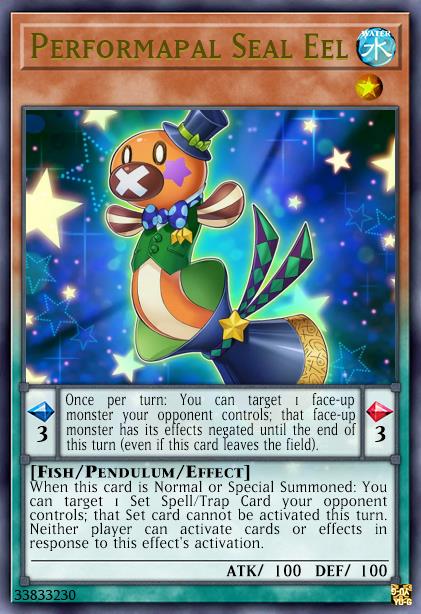 PERFORMAPAL SEAL EEL
WATER
水
Once per turn: You can target 1 face-up
monster your opponent controls; that face-up
monster has its effects negated until the end of
this turn (even if this card leaves the field).
3
3
[FISH/PENDULUM/EFFECT]
When this card is Normal or Special Summoned: You
can target 1 Set Spell/Trap Card your opponent
controls; that Set card cannot be activated this turn.
Neither player can activate cards or effects in
response to this effect's activation.
ATK/ 100 DEF/ 100
33833230